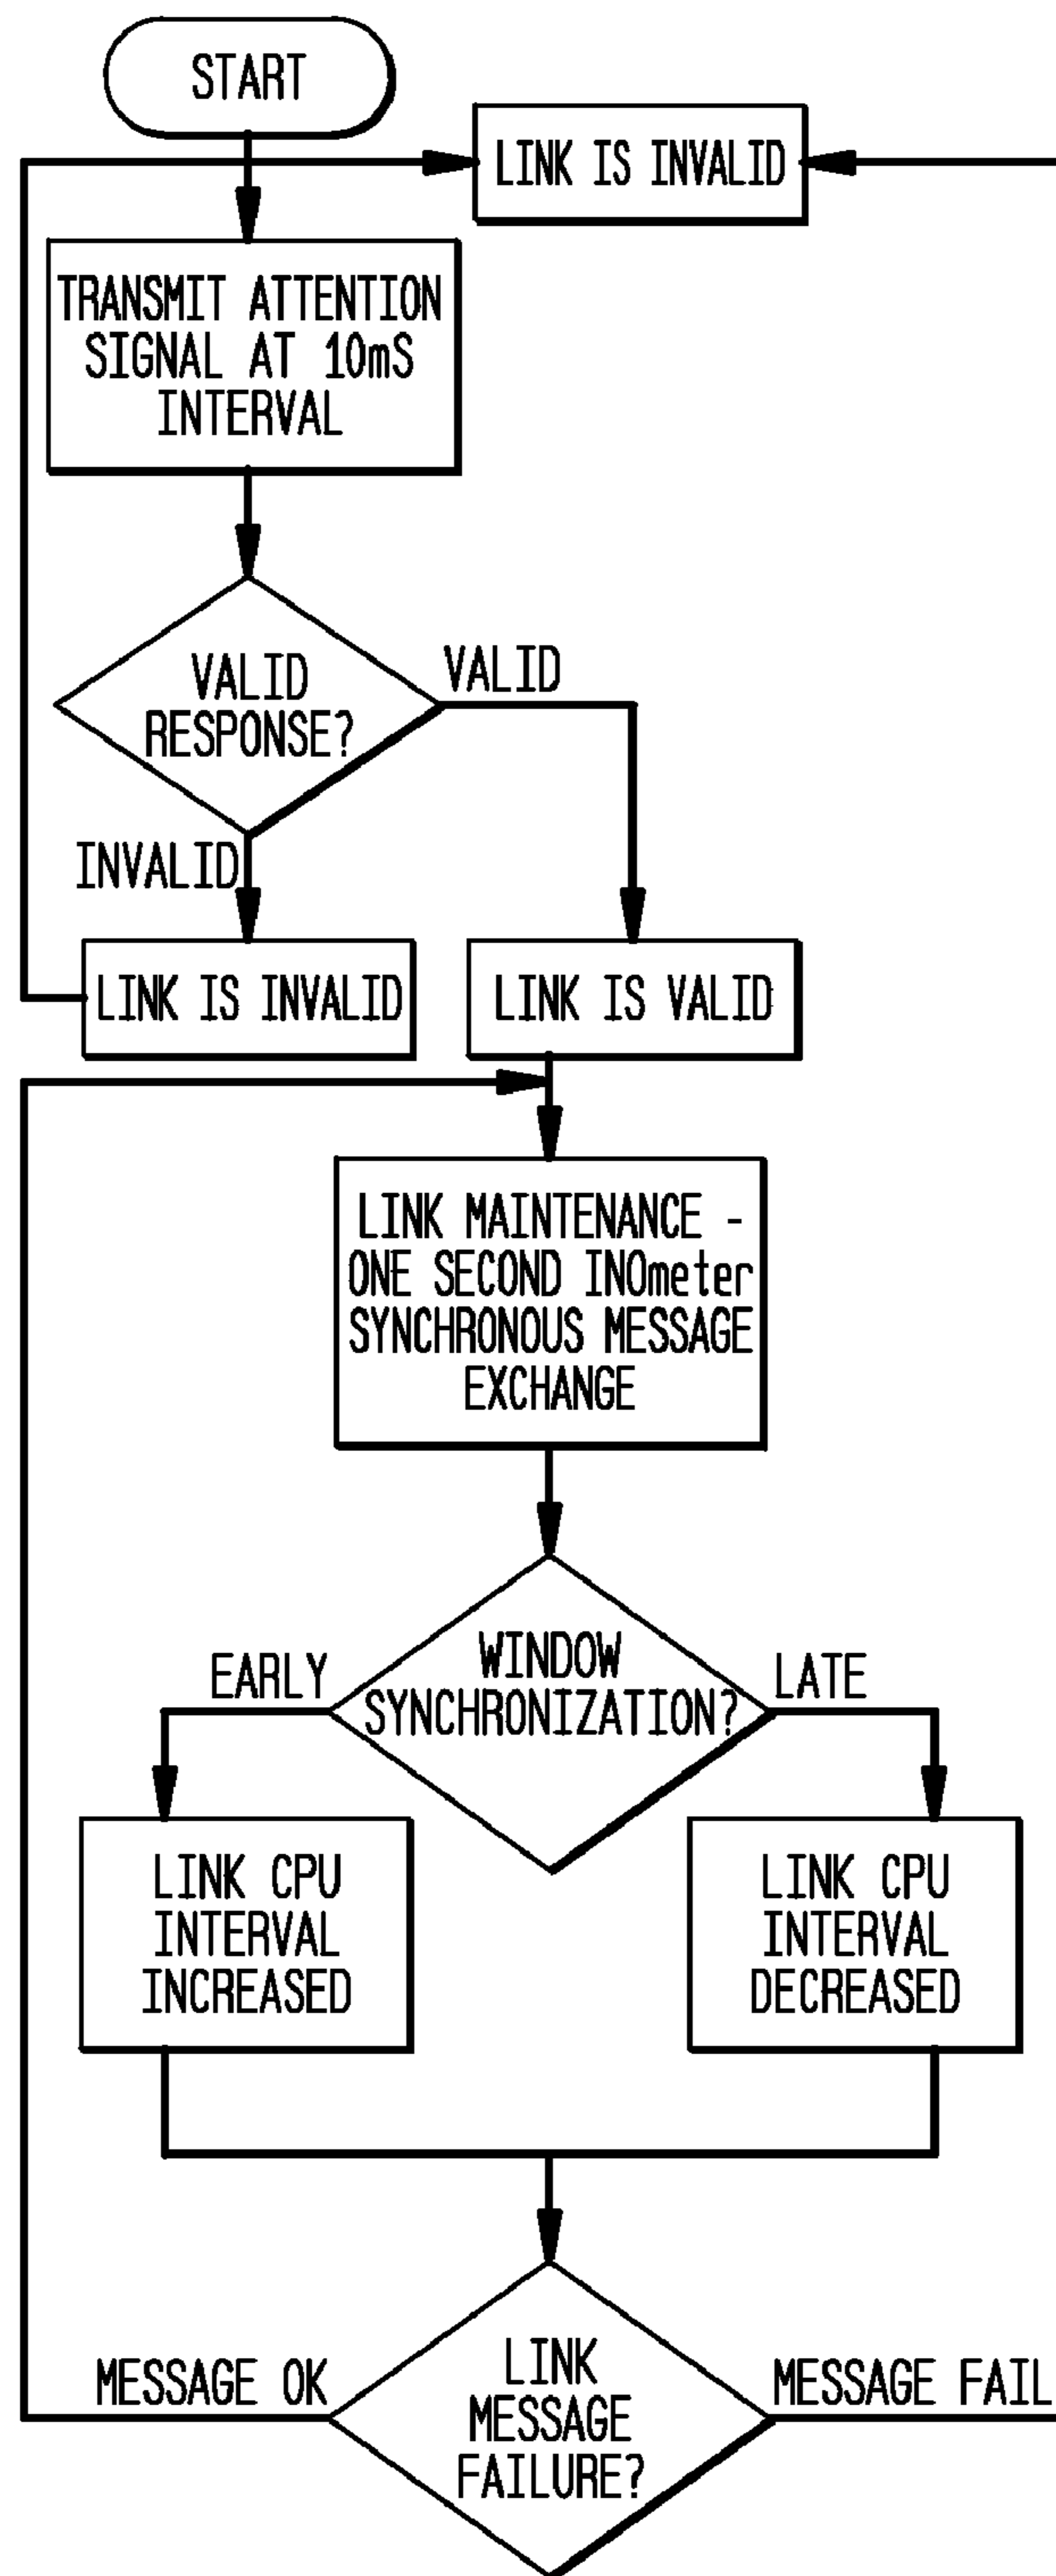 START
LINK IS INVALID
TRANSMIT ATTENTION
SIGNAL AT 10mS
INTERVAL
VALID
RESPONSE?
VALID
INVALID
LINK IS INVALID
LINK IS VALID
LINK MAINTENANCE -
ONE SECOND INOmeter
SYNCHRONOUS MESSAGE
EXCHANGE
WINDOW
SYNCHRONIZATION?
EARLY
LATE
LINK CPU
INTERVAL
INCREASED
LINK CPU
INTERVAL
DECREASED
LINK
MESSAGE
FAILURE?
MESSAGE OK
MESSAGE FAIL